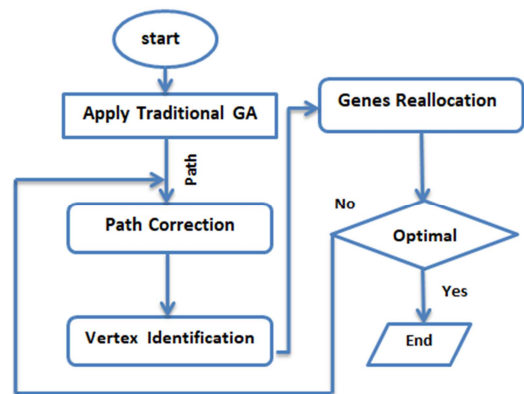 start
Apply Traditional GA
Path
Path Correction
Vertex Identification
Genes Reallocation
No
Optimal
Yes
End